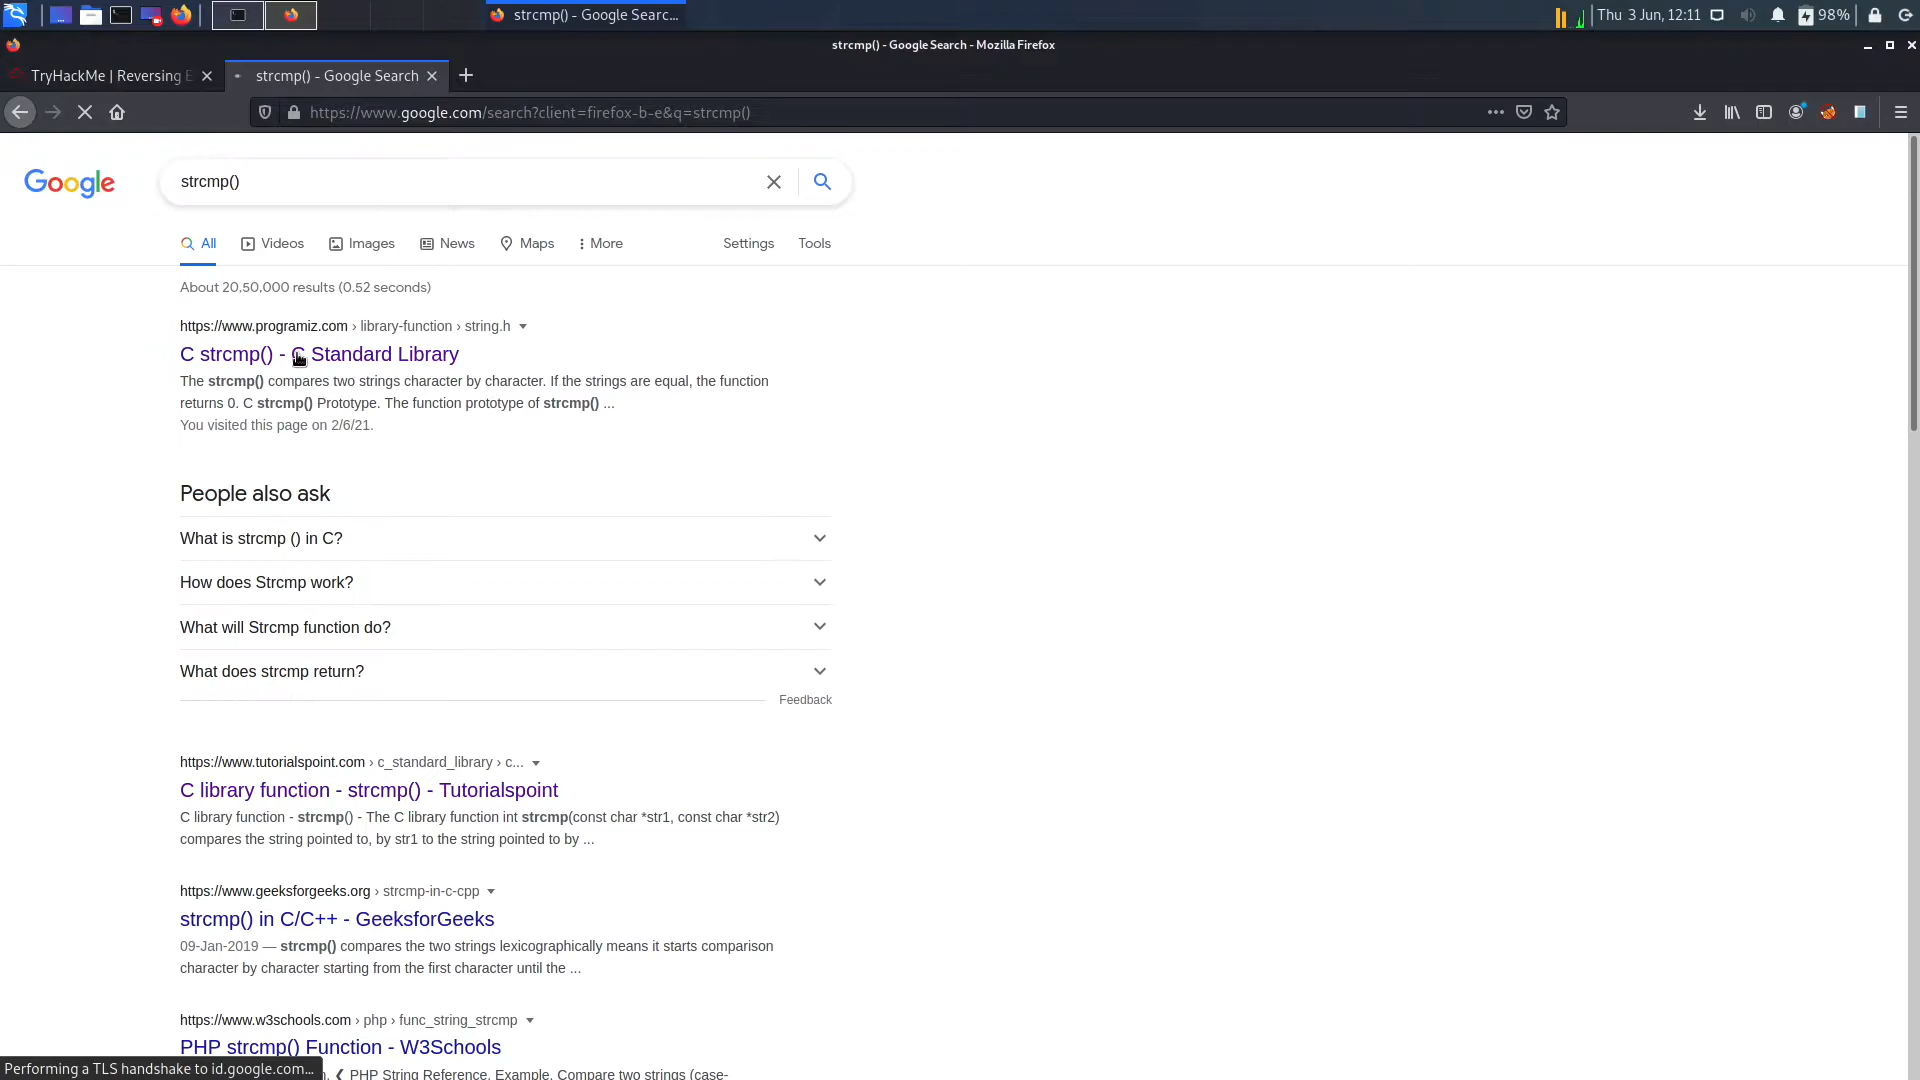 strcmp() - Google Searc...
Thu 3 Jun, 12:11
98%
strcmp() - Google Search - Mozilla Firefox
TryHackMe | Reversing E
strcmp() - Google Search
https://www.google.com/search?client=firefox-b-e&q=strcmp()
Google
strcmp()
All
Videos
Images
News
Maps
More
Settings
Tools
About 20,50,000 results (0.52 seconds)
https://www.programiz.com › library-function › string.h
C strcmp() - C Standard Library
The strcmp() compares two strings character by character. If the strings are equal, the function
returns 0. C strcmp() Prototype. The function prototype of strcmp() ...
You visited this page on 2/6/21.
People also ask
What is strcmp () in C?
How does Strcmp work?
What will Strcmp function do?
What does strcmp return?
Feedback
https://www.tutorialspoint.com › c_standard_library › c...
C library function - strcmp() - Tutorialspoint
C library function - strcmp() - The C library function int strcmp(const char *str1, const char *str2)
compares the string pointed to, by str1 to the string pointed to by ...
https://www.geeksforgeeks.org › strcmp-in-c-cpp
strcmp() in C/C++ - GeeksforGeeks
09-Jan-2019 — strcmp() compares the two strings lexicographically means it starts comparison
character by character starting from the first character until the ...
https://www.w3schools.com › php › func_string_strcmp
PHP strcmp() Function - W3Schools
Performing a TLS handshake to id.google.com...
n. ❮ PHP String Reference. Example. Compare two strings (case-